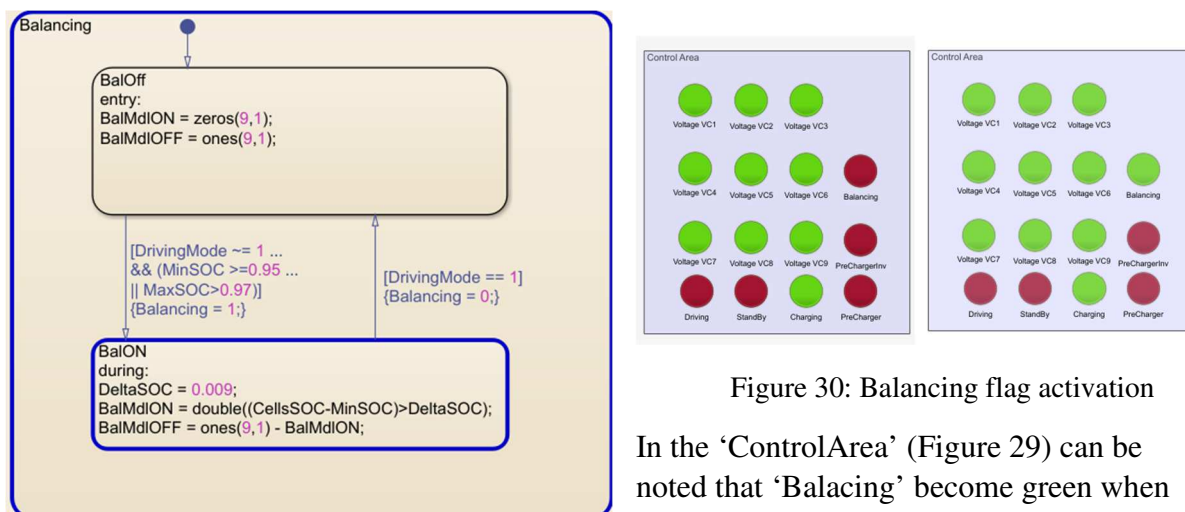 Balancing
BalOff
entry:
BalMdlON = zeros(9,1);
BalMdlOFF = ones(9,1);
[DrivingMode ~= 1 ...
&& (MinSOC >=0.95 ...
|| MaxSOC>0.97)]
{Balancing = 1;}
[DrivingMode == 1]
{Balancing = 0;}
BalON
during:
DeltaSOC = 0.009;
BalMdlON = double((CellsSOC-MinSOC)>DeltaSOC);
BalMdlOFF = ones(9,1) - BalMdlON;
Control Area
Voltage VC1 Voltage VC2 Voltage VC3
Voltage VC4 Voltage VC5 Voltage VC6 Balancing
Voltage VC7 Voltage VC8 Voltage VC9 PreChargerInv
Driving StandBy Charging PreCharger
Control Area
Voltage VC1 Voltage VC2 Voltage VC3
Voltage VC4 Voltage VC5 Voltage VC6 Balancing
Voltage VC7 Voltage VC8 Voltage VC9 PreChargerInv
Driving StandBy Charging PreCharger
Figure 30: Balancing flag activation
In the ‘ControlArea’ (Figure 29) can be
noted that ‘Balacing’ become green when